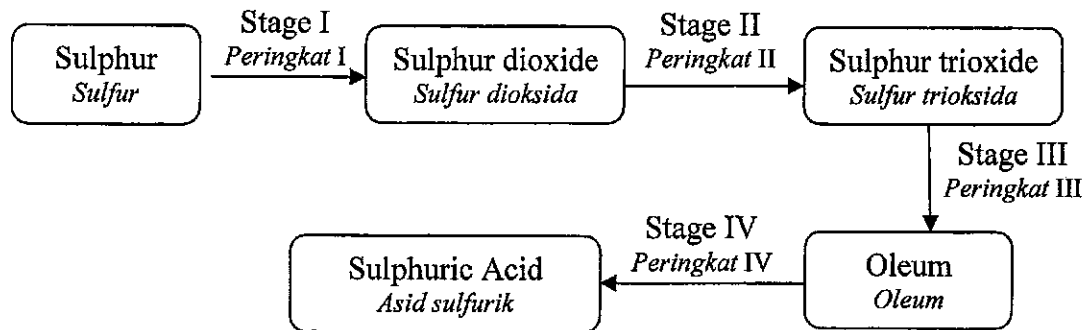 Sulphur
Sulfur
Stage I
Peringkat I
Sulphur dioxide
Sulfur dioksida
Stage II
Peringkat II
Sulphur trioxide
Sulfur trioksida
Stage III
Peringkat III
Oleum
Oleum
Stage IV
Peringkat IV
Sulphuric Acid
Asid sulfurik